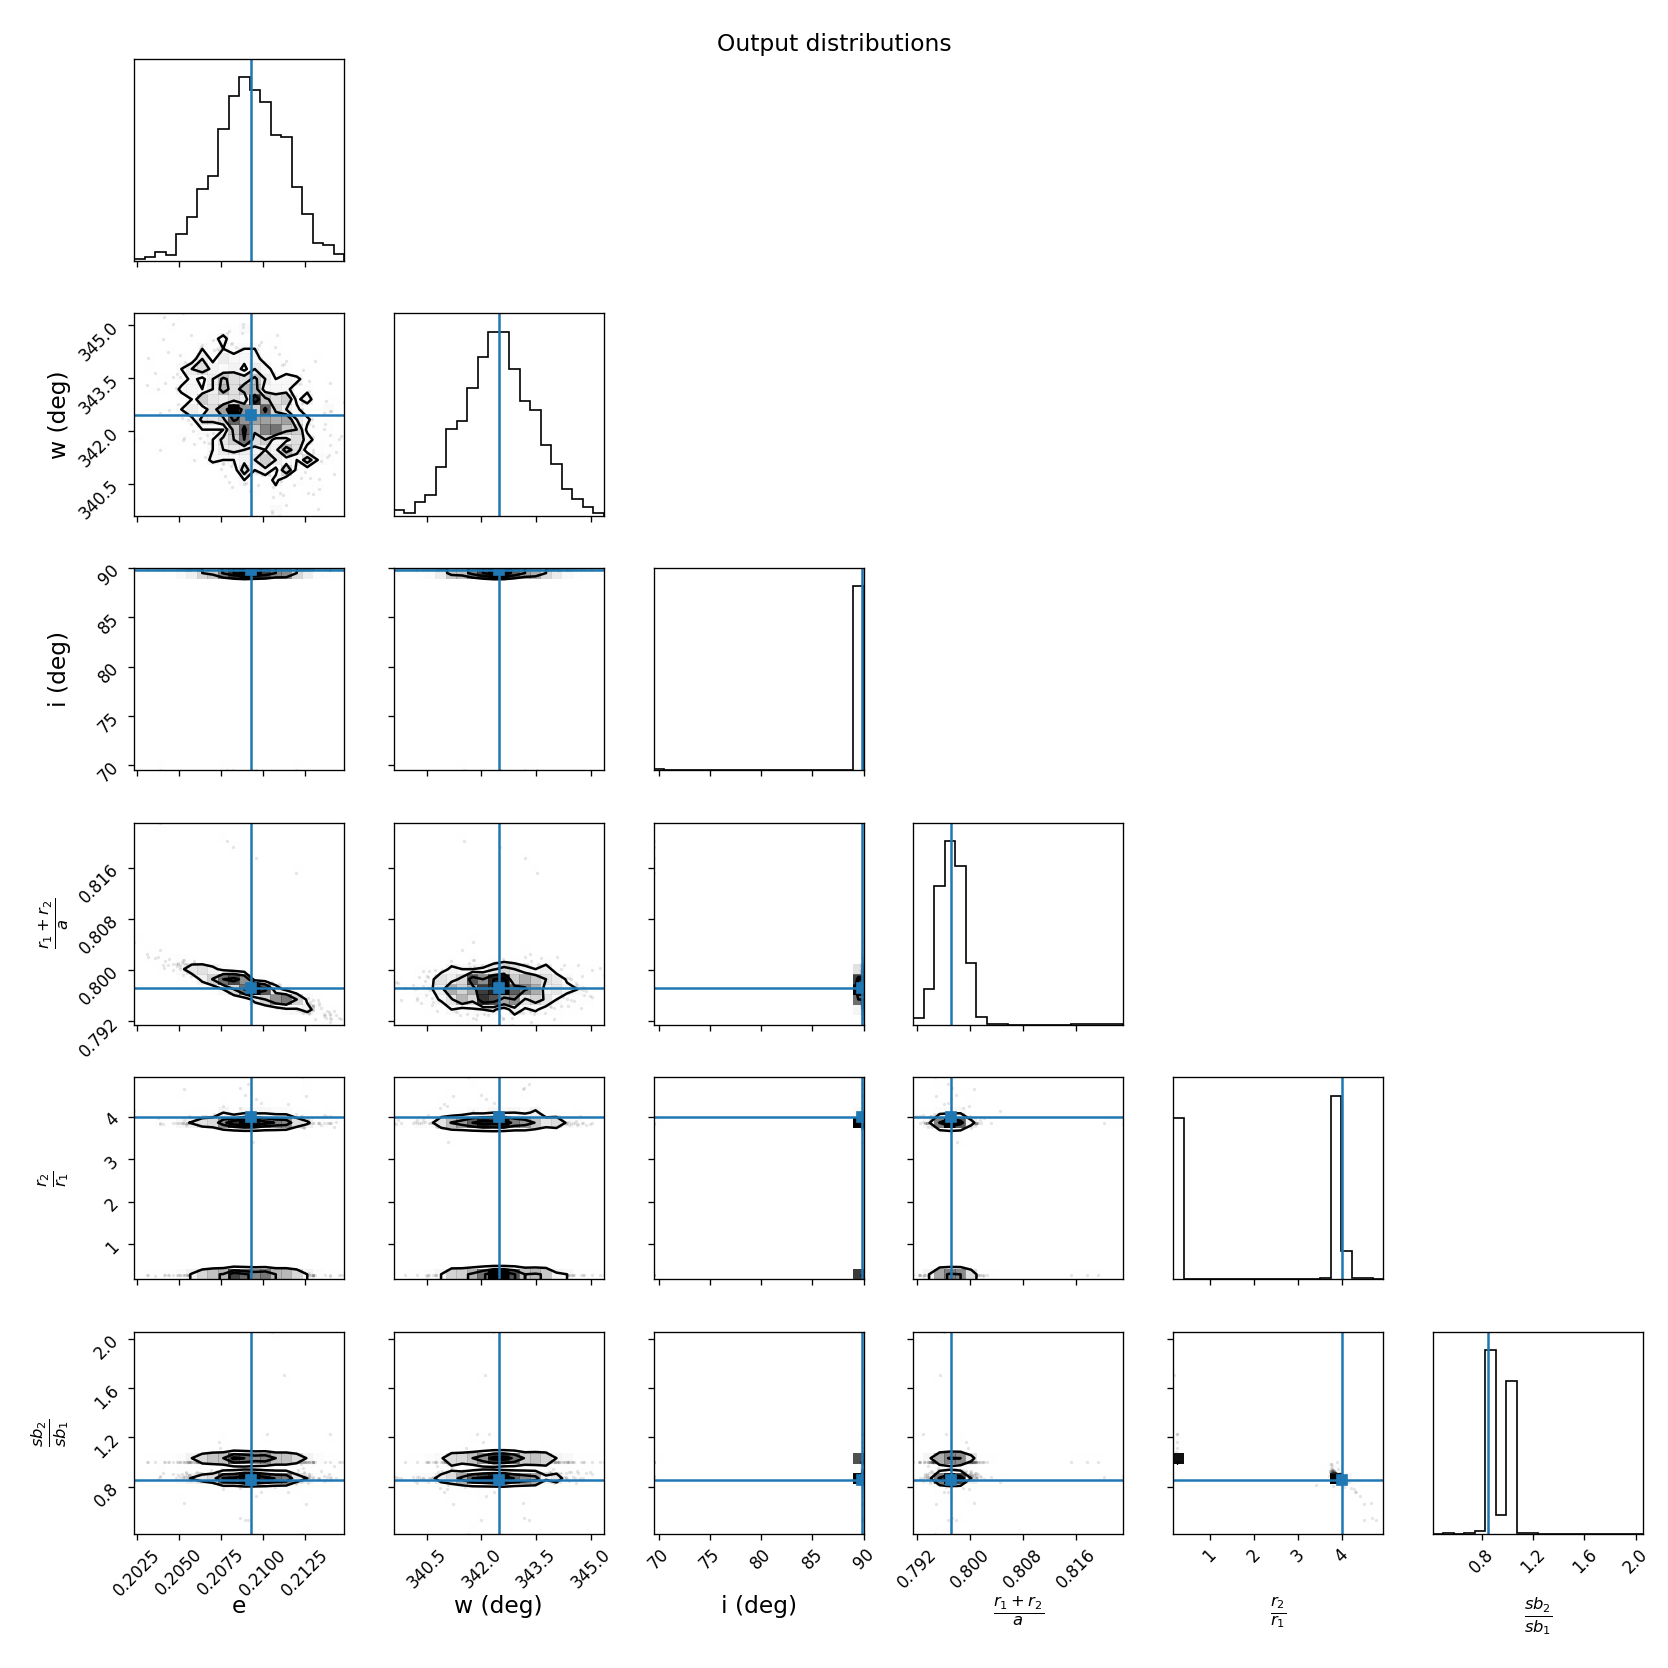 Output distributions
345.0
343.5
342.0
340.5
w (deg)
90
85
80
75
70
i (deg)
0.816
0.808
0.800
0.792
r₁ + r₂
a
4
3
2
1
r₂
r₁
2.0
1.6
1.2
0.8
sb₂
sb₁
0.2025 0.2050 0.2075 0.2100 0.2125
340.5 342.0 343.5 345.0
70 75 80 85 90
0.792 0.800 0.808 0.816
1 2 3 4
0.8 1.2 1.6 2.0
e
w (deg)
i (deg)
r₁ + r₂
a
r₂
r₁
sb₂
sb₁